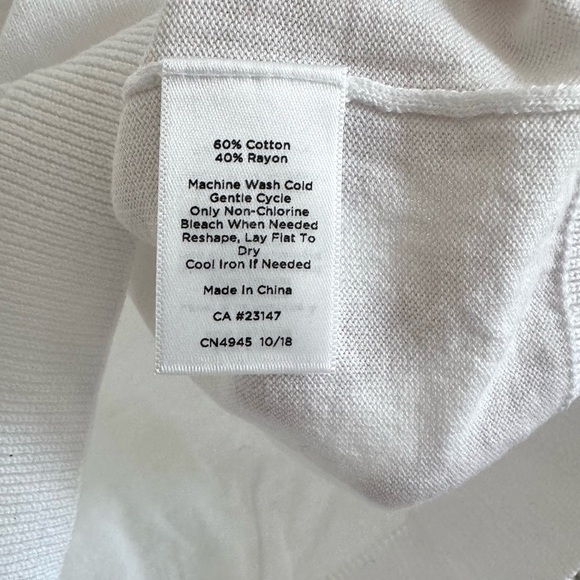 60% Cotton
40% Rayon
Machine Wash Cold
Gentle Cycle
Only Non-Chlorine
Bleach When Needed
Reshape, Lay Flat To
Dry
Cool Iron If Needed
Made In China
CA #23147
CN4945 10/18